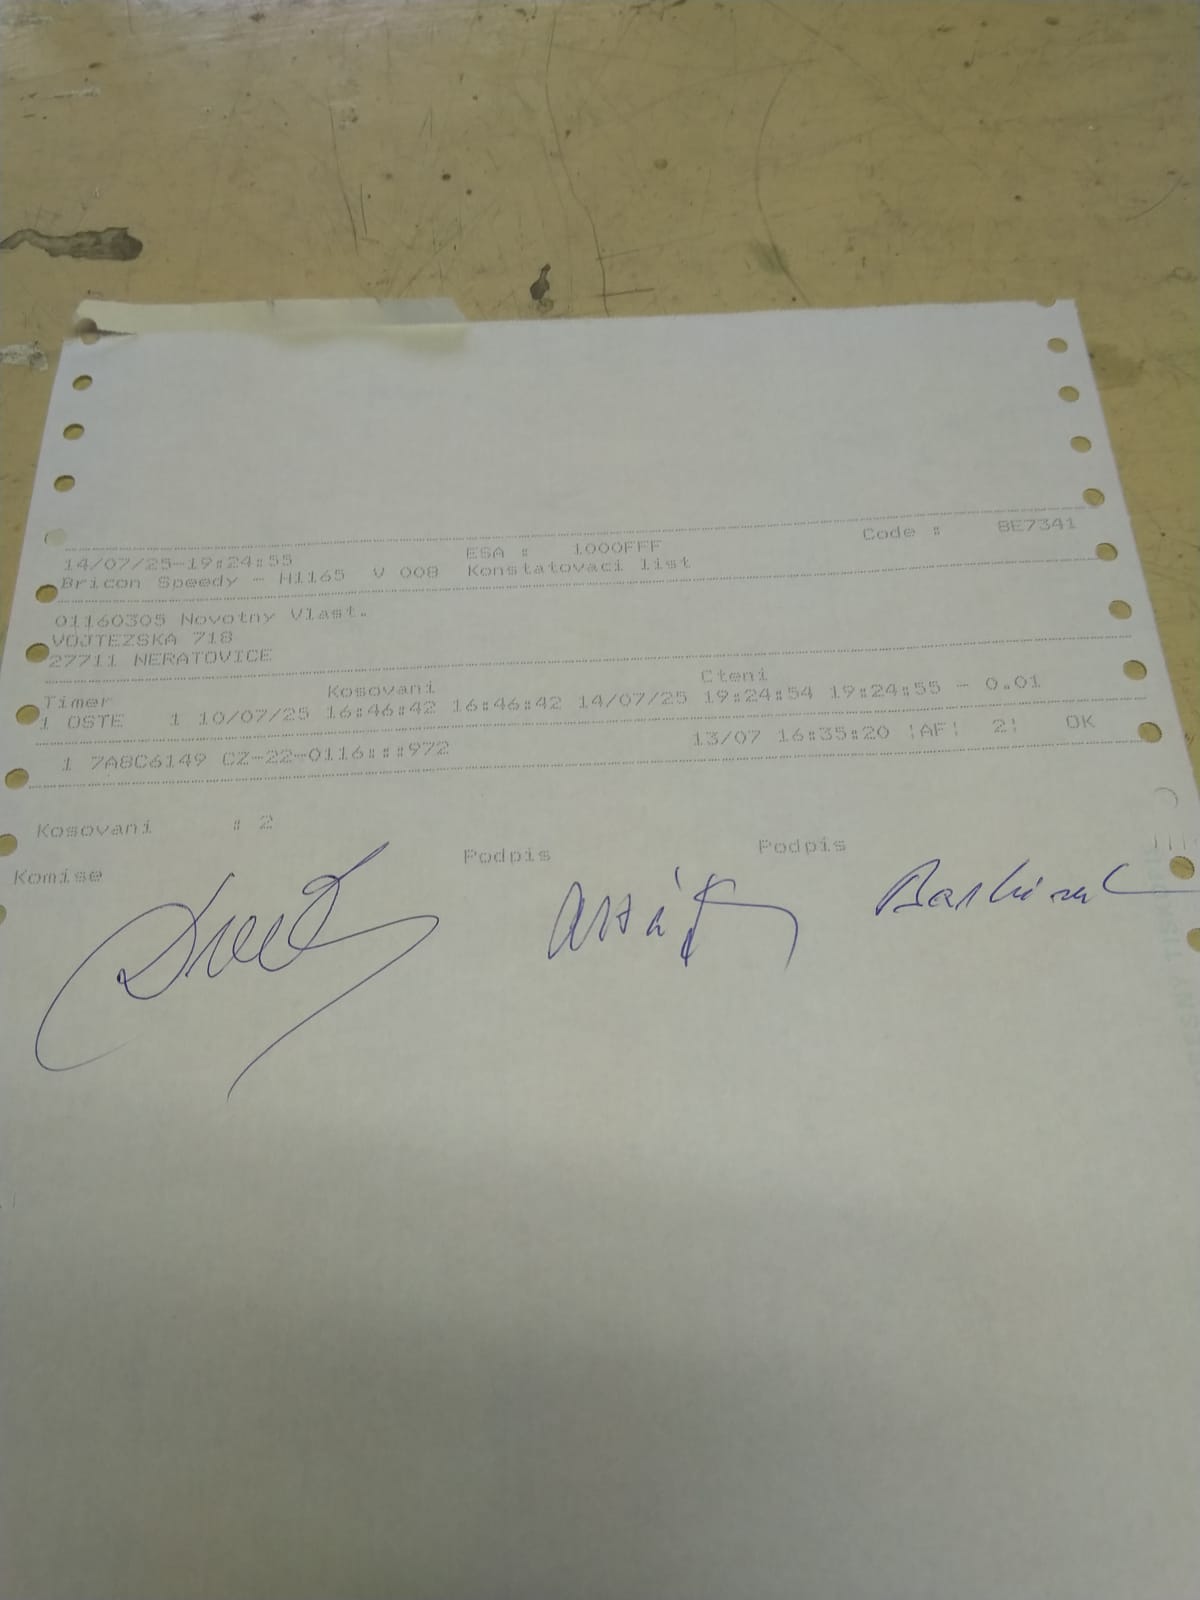 14/07/25-19:24:55 ESA : 1000FFF Code : BE7341
Bricon Speedy - H1165 V 008 Konstatovaci list
01160305 Novotny Vlast.
VOJTEZSKA 718
27711 NERATOVICE
Timer Kosovani Cteni
1 OSTE 1 10/07/25 16:46:42 16:46:42 14/07/25 19:24:54 19:24:55 - 0.01
1 7A8C6149 CZ-22-0116:::972 13/07 16:35:20 ¦AF¦ 2¦ OK
Kosovani : 2
Komise Podpis Podpis